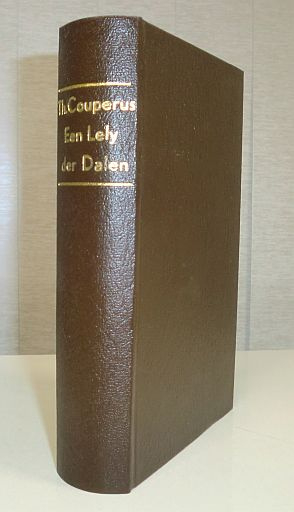 Th. Couperus
Een Lely
der Dalen